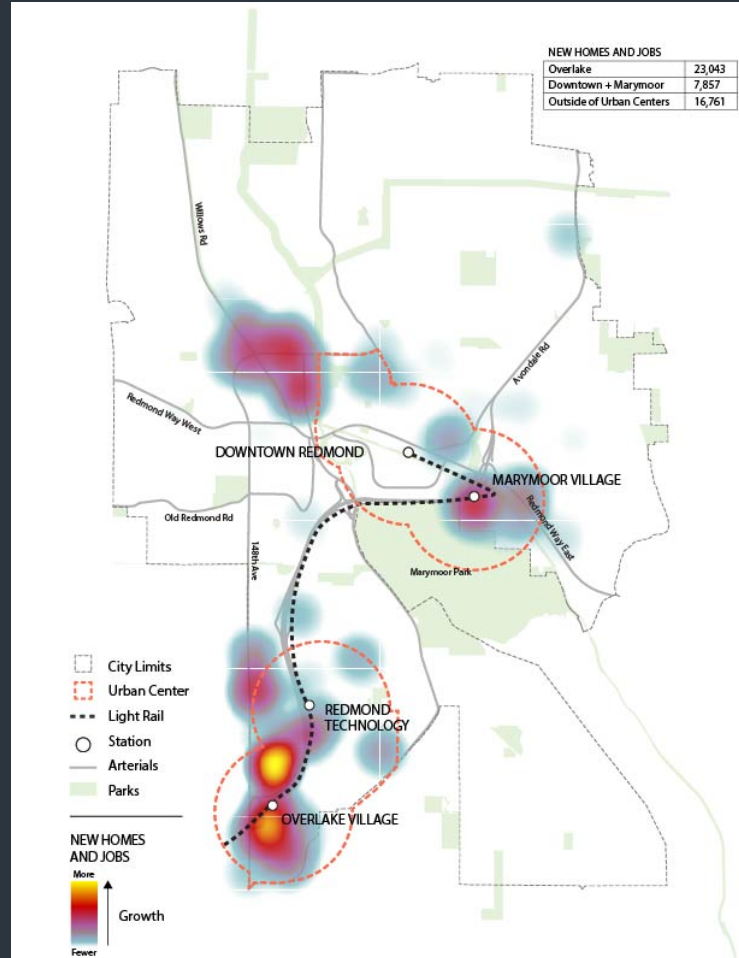 NEW HOMES AND JOBS
Overlake 23,043
Downtown + Marymoor 7,857
Outside of Urban Centers 16,761
Willows Rd
Avondale Rd
Redmond Way West
DOWNTOWN REDMOND
MARYMOOR VILLAGE
Old Redmond Rd
Redmond Way East
148th Ave
Marymoor Park
City Limits
Urban Center
Light Rail
Station
Arterials
Parks
REDMOND
TECHNOLOGY
OVERLAKE VILLAGE
NEW HOMES
AND JOBS
More
Growth
Fewer